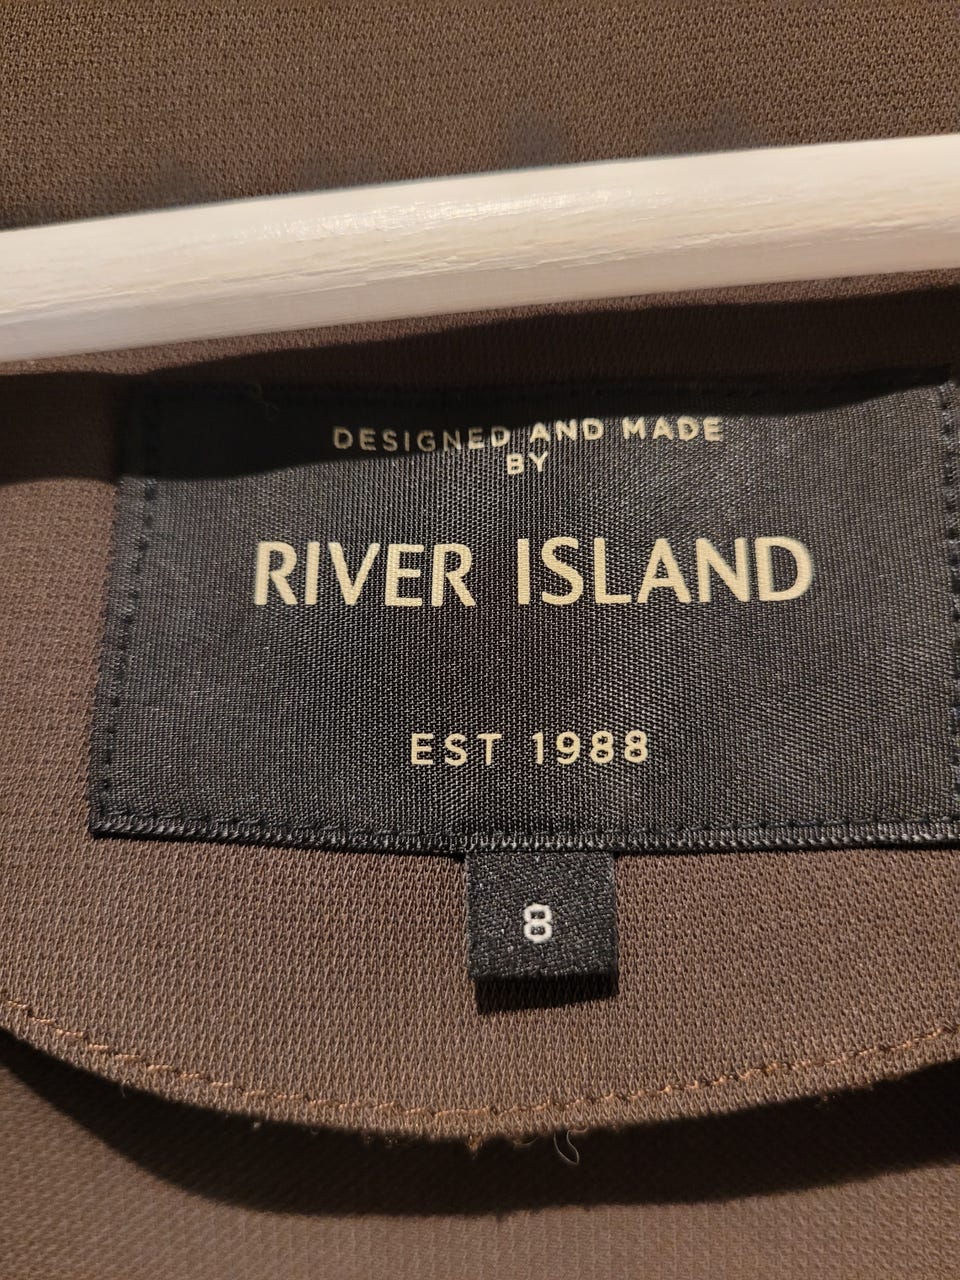 DESIGNED AND MADE
BY
RIVER ISLAND
EST 1988
8